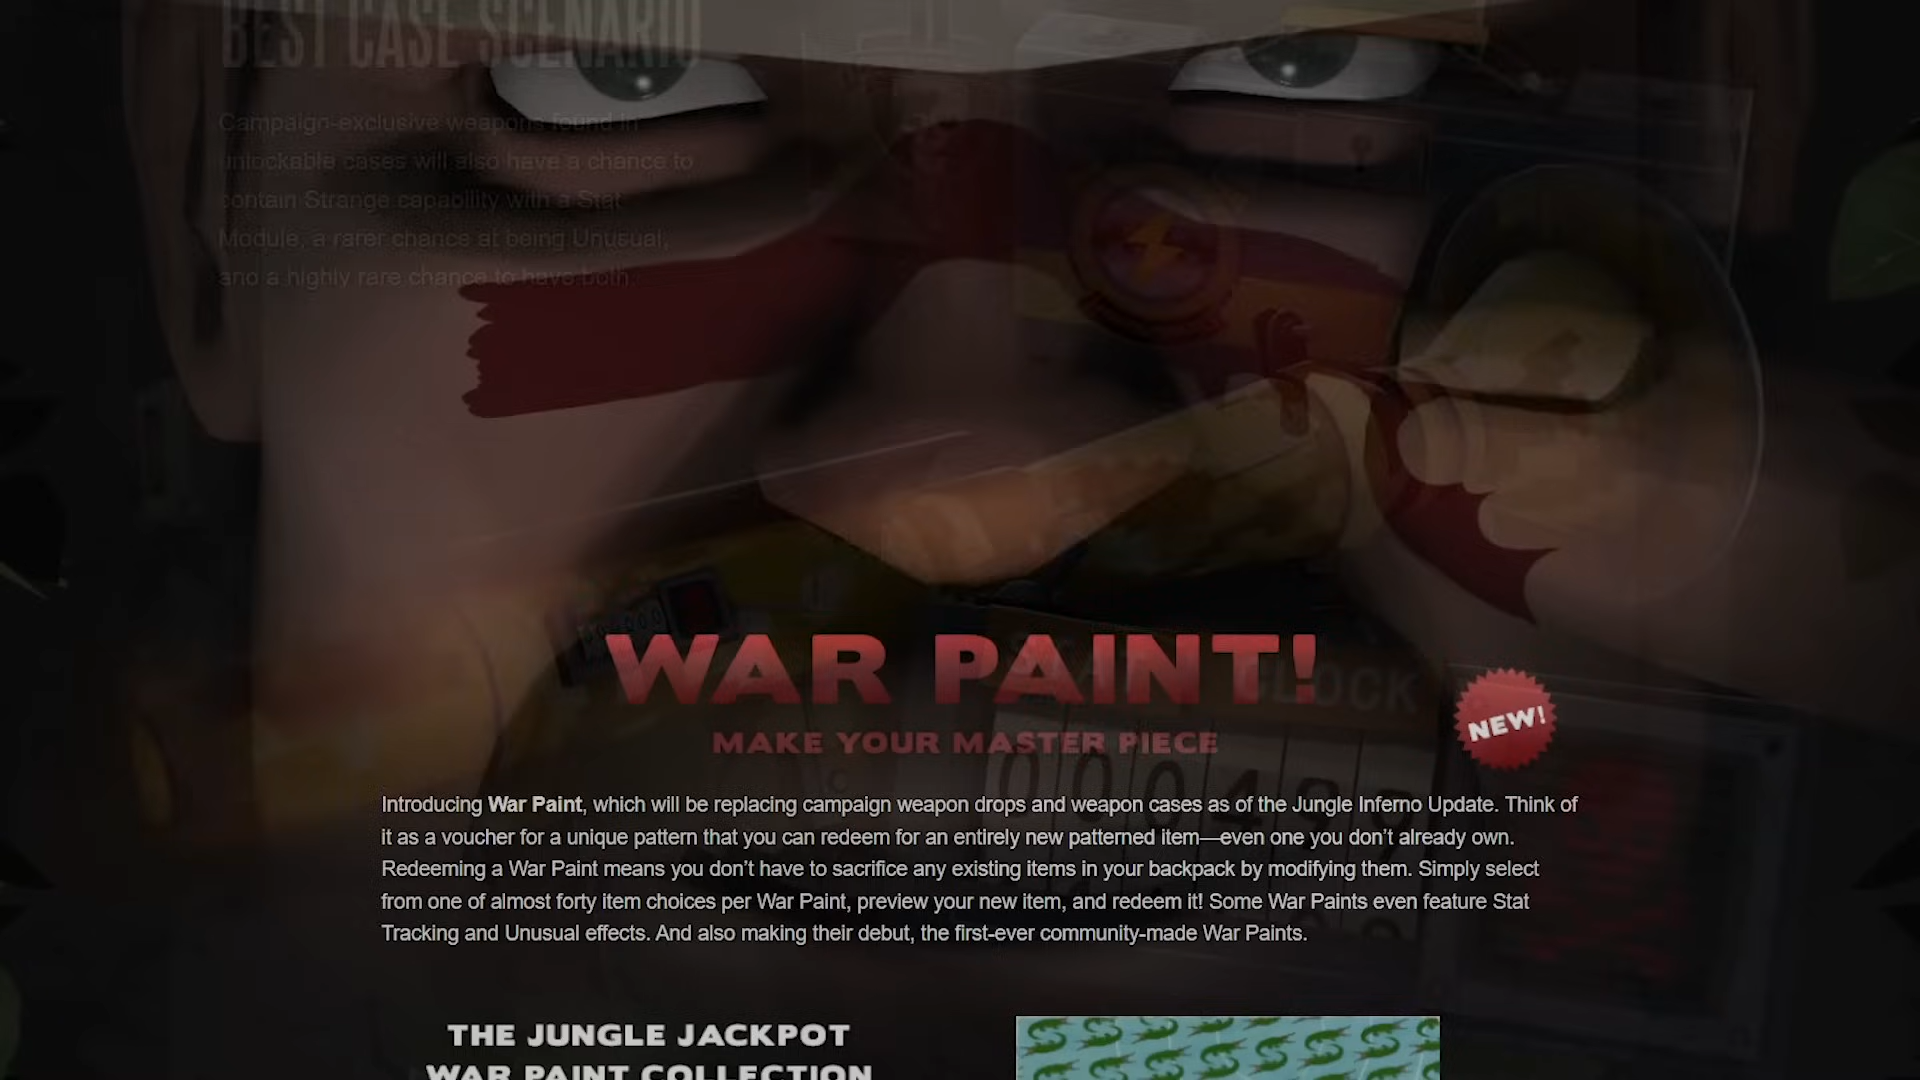 BEST CASE SCENARIO
Campaign-exclusive weapons found in
unlockable cases will also have a chance to
contain Strange capability with a Stat
Module, a rarer chance at being Unusual,
and a highly rare chance to have both.
WAR PAINT!
CLOCK
NEW!
MAKE YOUR MASTER PIECE
Introducing War Paint, which will be replacing campaign weapon drops and weapon cases as of the Jungle Inferno Update. Think of
it as a voucher for a unique pattern that you can redeem for an entirely new patterned item—even one you don’t already own.
Redeeming a War Paint means you don’t have to sacrifice any existing items in your backpack by modifying them. Simply select
from one of almost forty item choices per War Paint, preview your new item, and redeem it! Some War Paints even feature Stat
Tracking and Unusual effects. And also making their debut, the first-ever community-made War Paints.
THE JUNGLE JACKPOT
WAR PAINT COLLECTION